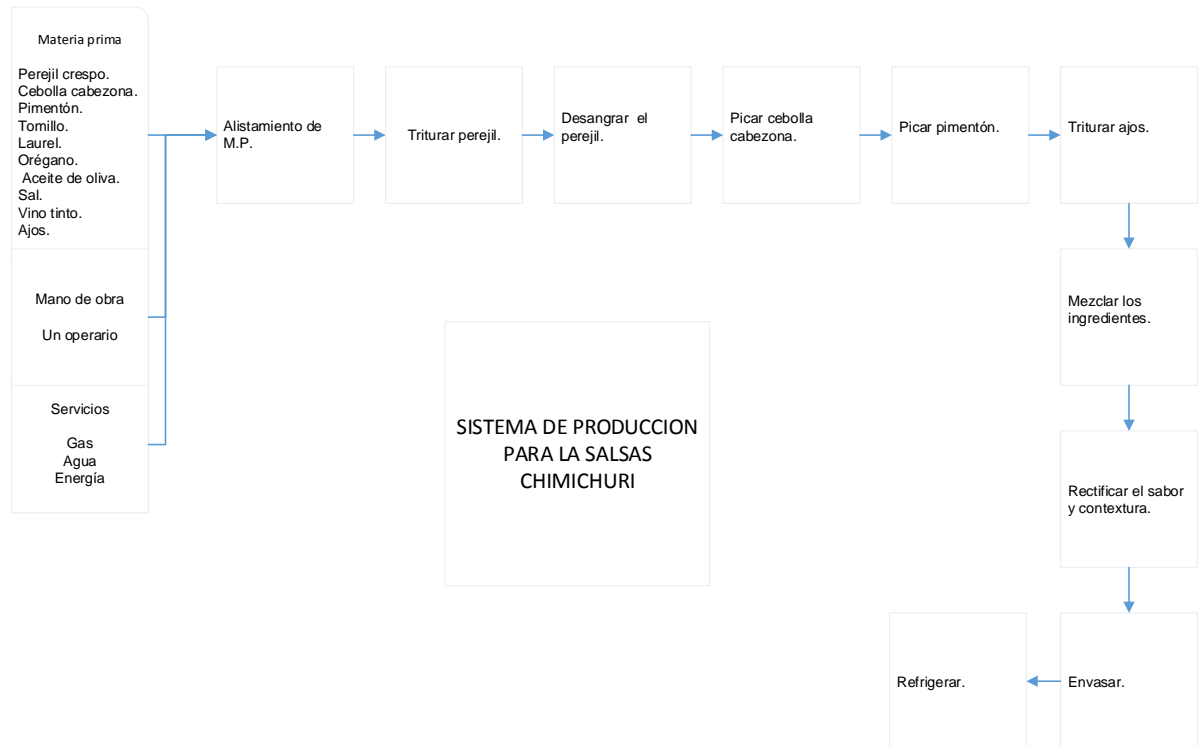 Materia prima
Perejil crespo.
Cebolla cabezona.
Pimentón.
Tomillo.
Laurel.
Orégano.
Aceite de oliva.
Sal.
Vino tinto.
Ajos.
Mano de obra
Un operario
Servicios
Gas
Agua
Energía
Alistamiento de
M.P.
Triturar perejil.
Desangrar el
perejil.
Picar cebolla
cabezona.
Picar pimentón.
Triturar ajos.
Mezclar los
ingredientes.
Rectificar el sabor
y contextura.
Envasar.
Refrigerar.
SISTEMA DE PRODUCCION
PARA LA SALSAS
CHIMICHURI